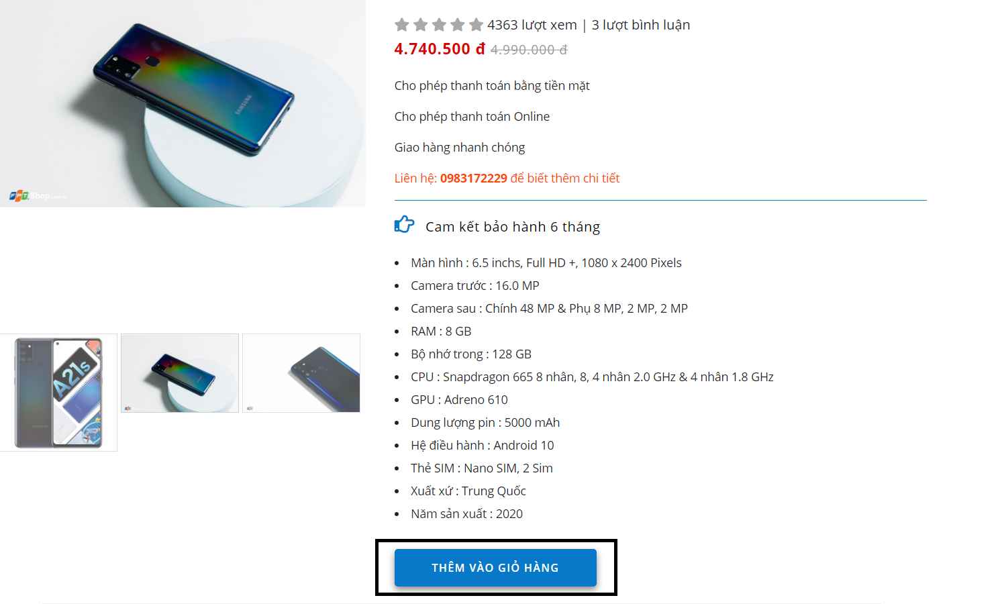 4363 lượt xem | 3 lượt bình luận
4.740.500 đ 4.990.000 đ
Cho phép thanh toán bằng tiền mặt
Cho phép thanh toán Online
Giao hàng nhanh chóng
Liên hệ: 0983172229 để biết thêm chi tiết
Cam kết bảo hành 6 tháng
Màn hình : 6.5 inchs, Full HD +, 1080 x 2400 Pixels
Camera trước : 16.0 MP
Camera sau : Chính 48 MP & Phụ 8 MP, 2 MP, 2 MP
RAM : 8 GB
Bộ nhớ trong : 128 GB
CPU : Snapdragon 665 8 nhân, 8, 4 nhân 2.0 GHz & 4 nhân 1.8 GHz
GPU : Adreno 610
Dung lượng pin : 5000 mAh
Hệ điều hành : Android 10
Thẻ SIM : Nano SIM, 2 Sim
Xuất xứ : Trung Quốc
Năm sản xuất : 2020
THÊM VÀO GIỎ HÀNG
SAMSUNG
FPT Shop
A21s
SAMSUNG